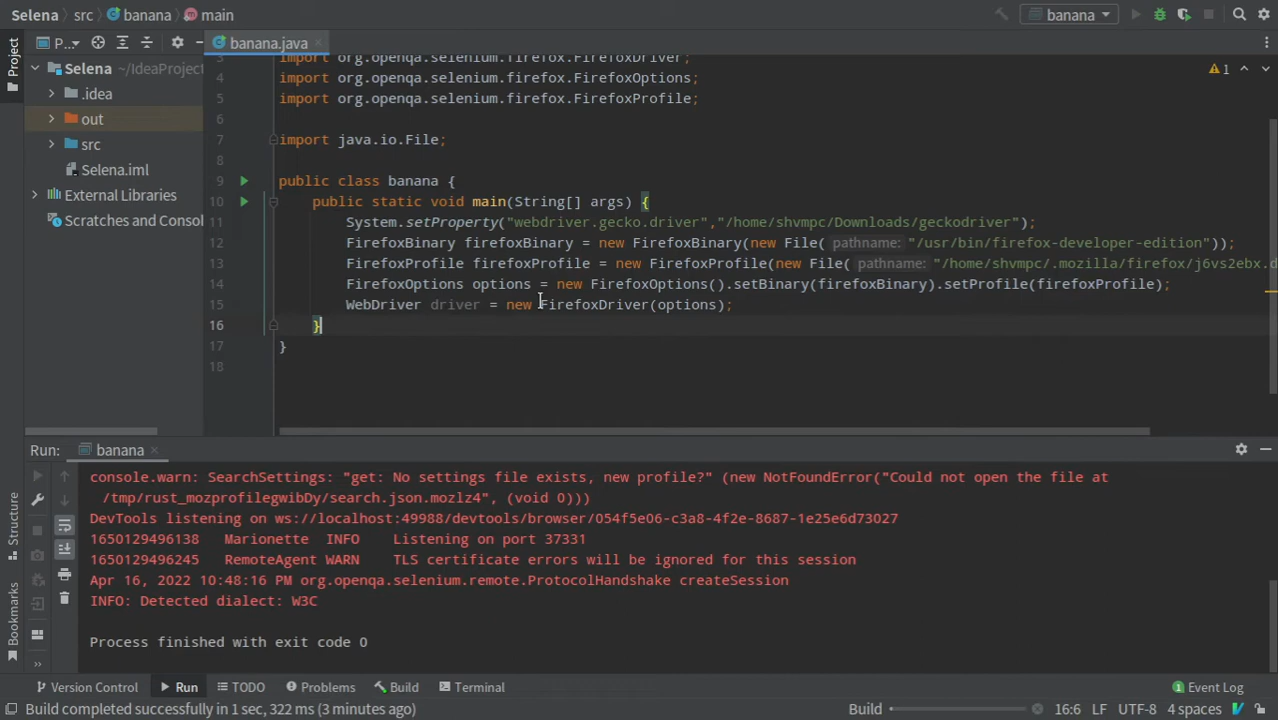 Selena > src > banana > main
banana
P...
banana.java
Project
Selena ~/IdeaProject
.idea
out
src
Selena.iml
External Libraries
Scratches and Consol
1
3 import org.openqa.selenium.firefox.FirefoxDriver;
4 import org.openqa.selenium.firefox.FirefoxOptions;
5 import org.openqa.selenium.firefox.FirefoxProfile;
6
7 import java.io.File;
8
9 public class banana {
10 public static void main(String[] args) {
11 System.setProperty("webdriver.gecko.driver","/home/shvmpc/Downloads/geckodriver");
12 FirefoxBinary firefoxBinary = new FirefoxBinary(new File( pathname: "/usr/bin/firefox-developer-edition"));
13 FirefoxProfile firefoxProfile = new FirefoxProfile(new File( pathname: "/home/shvmpc/.mozilla/firefox/j6vs2ebx.d
14 FirefoxOptions options = new FirefoxOptions().setBinary(firefoxBinary).setProfile(firefoxProfile);
15 WebDriver driver = new FirefoxDriver(options);
16 }
17 }
18
Run: banana
console.warn: SearchSettings: "get: No settings file exists, new profile?" (new NotFoundError("Could not open the file at
/tmp/rust_mozprofilegwibDy/search.json.mozlz4", (void 0)))
DevTools listening on ws://localhost:49988/devtools/browser/054f5e06-c3a8-4f2e-8687-1e25e6d73027
1650129496138 Marionette INFO Listening on port 37331
1650129496245 RemoteAgent WARN TLS certificate errors will be ignored for this session
Apr 16, 2022 10:48:16 PM org.openqa.selenium.remote.ProtocolHandshake createSession
INFO: Detected dialect: W3C
Process finished with exit code 0
Structure
Bookmarks
Version Control Run TODO Problems Build Terminal Event Log
Build completed successfully in 1 sec, 322 ms (3 minutes ago) Build 16:6 LF UTF-8 4 spaces